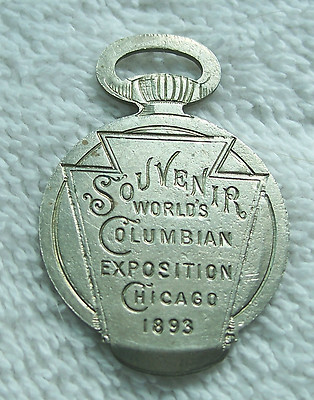 SOUVENIR
WORLD'S
COLUMBIAN
EXPOSITION
CHICAGO
1893